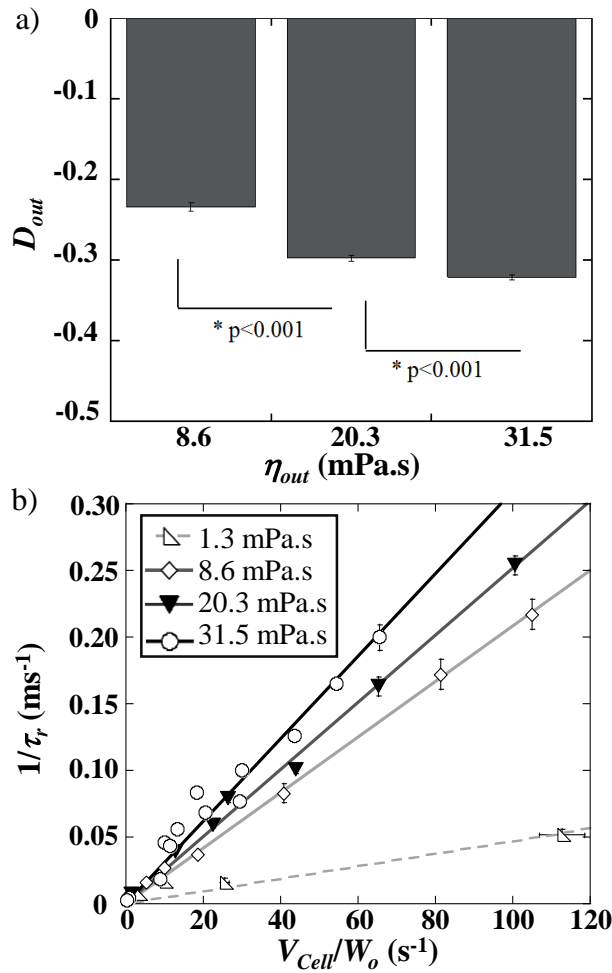 a)
0
-0.1
-0.2
-0.3
-0.4
-0.5
D_out
* p<0.001
* p<0.001
8.6 20.3 31.5
η_out (mPa.s)
b)
0.30
0.25
0.20
0.15
0.10
0.05
0
1/τ_r (ms⁻¹)
1.3 mPa.s
8.6 mPa.s
20.3 mPa.s
31.5 mPa.s
0 20 40 60 80 100 120
V_Cell/W_o (s⁻¹)